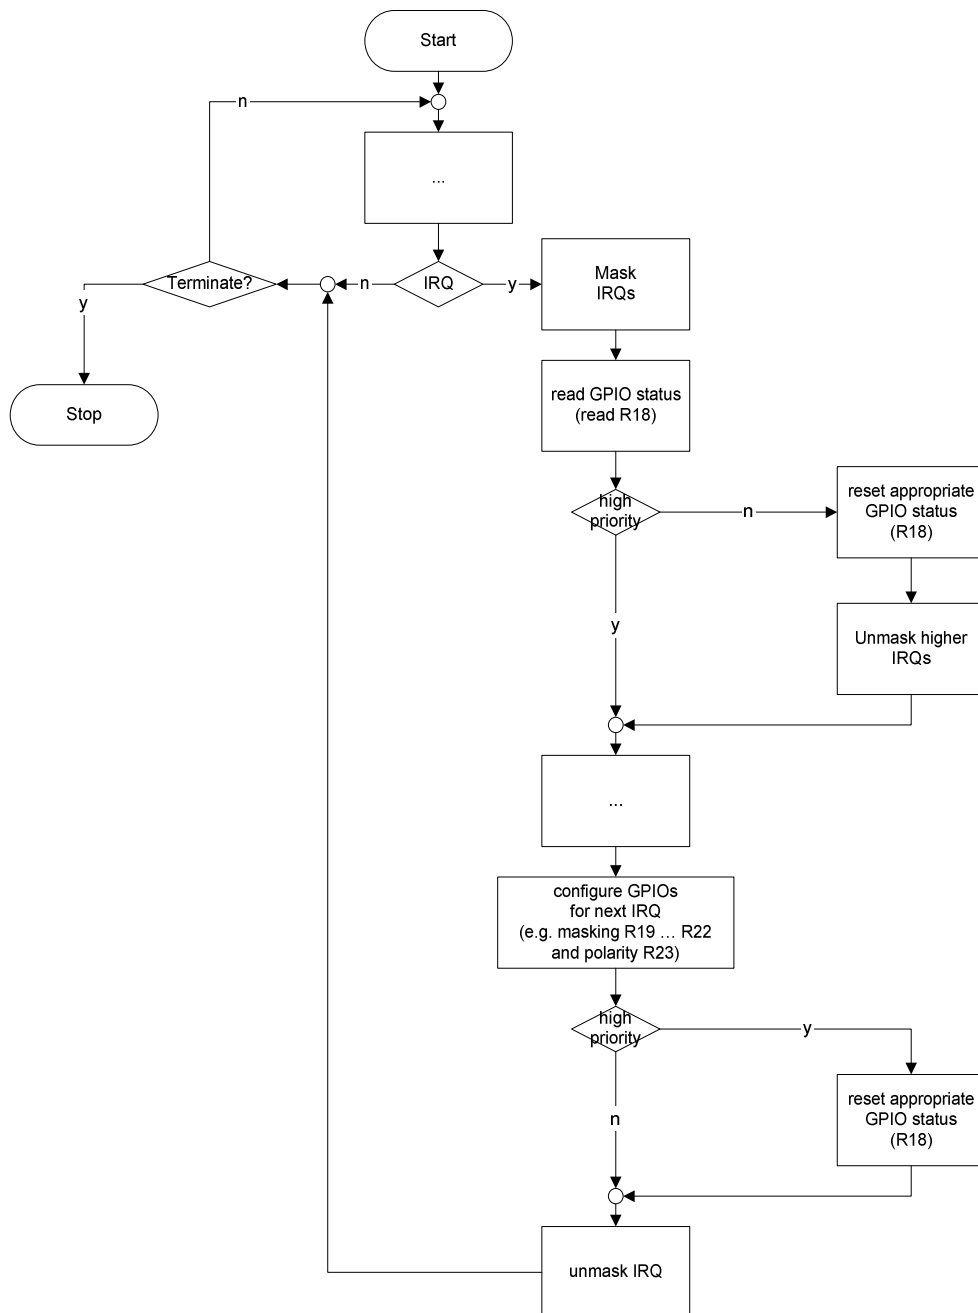 Start
n
...
Terminate?
n
IRQ
y
Mask
IRQs
y
Stop
read GPIO status
(read R18)
high
priority
n
reset appropriate
GPIO status
(R18)
y
Unmask higher
IRQs
...
configure GPIOs
for next IRQ
(e.g. masking R19 … R22
and polarity R23)
high
priority
y
n
reset appropriate
GPIO status
(R18)
unmask IRQ